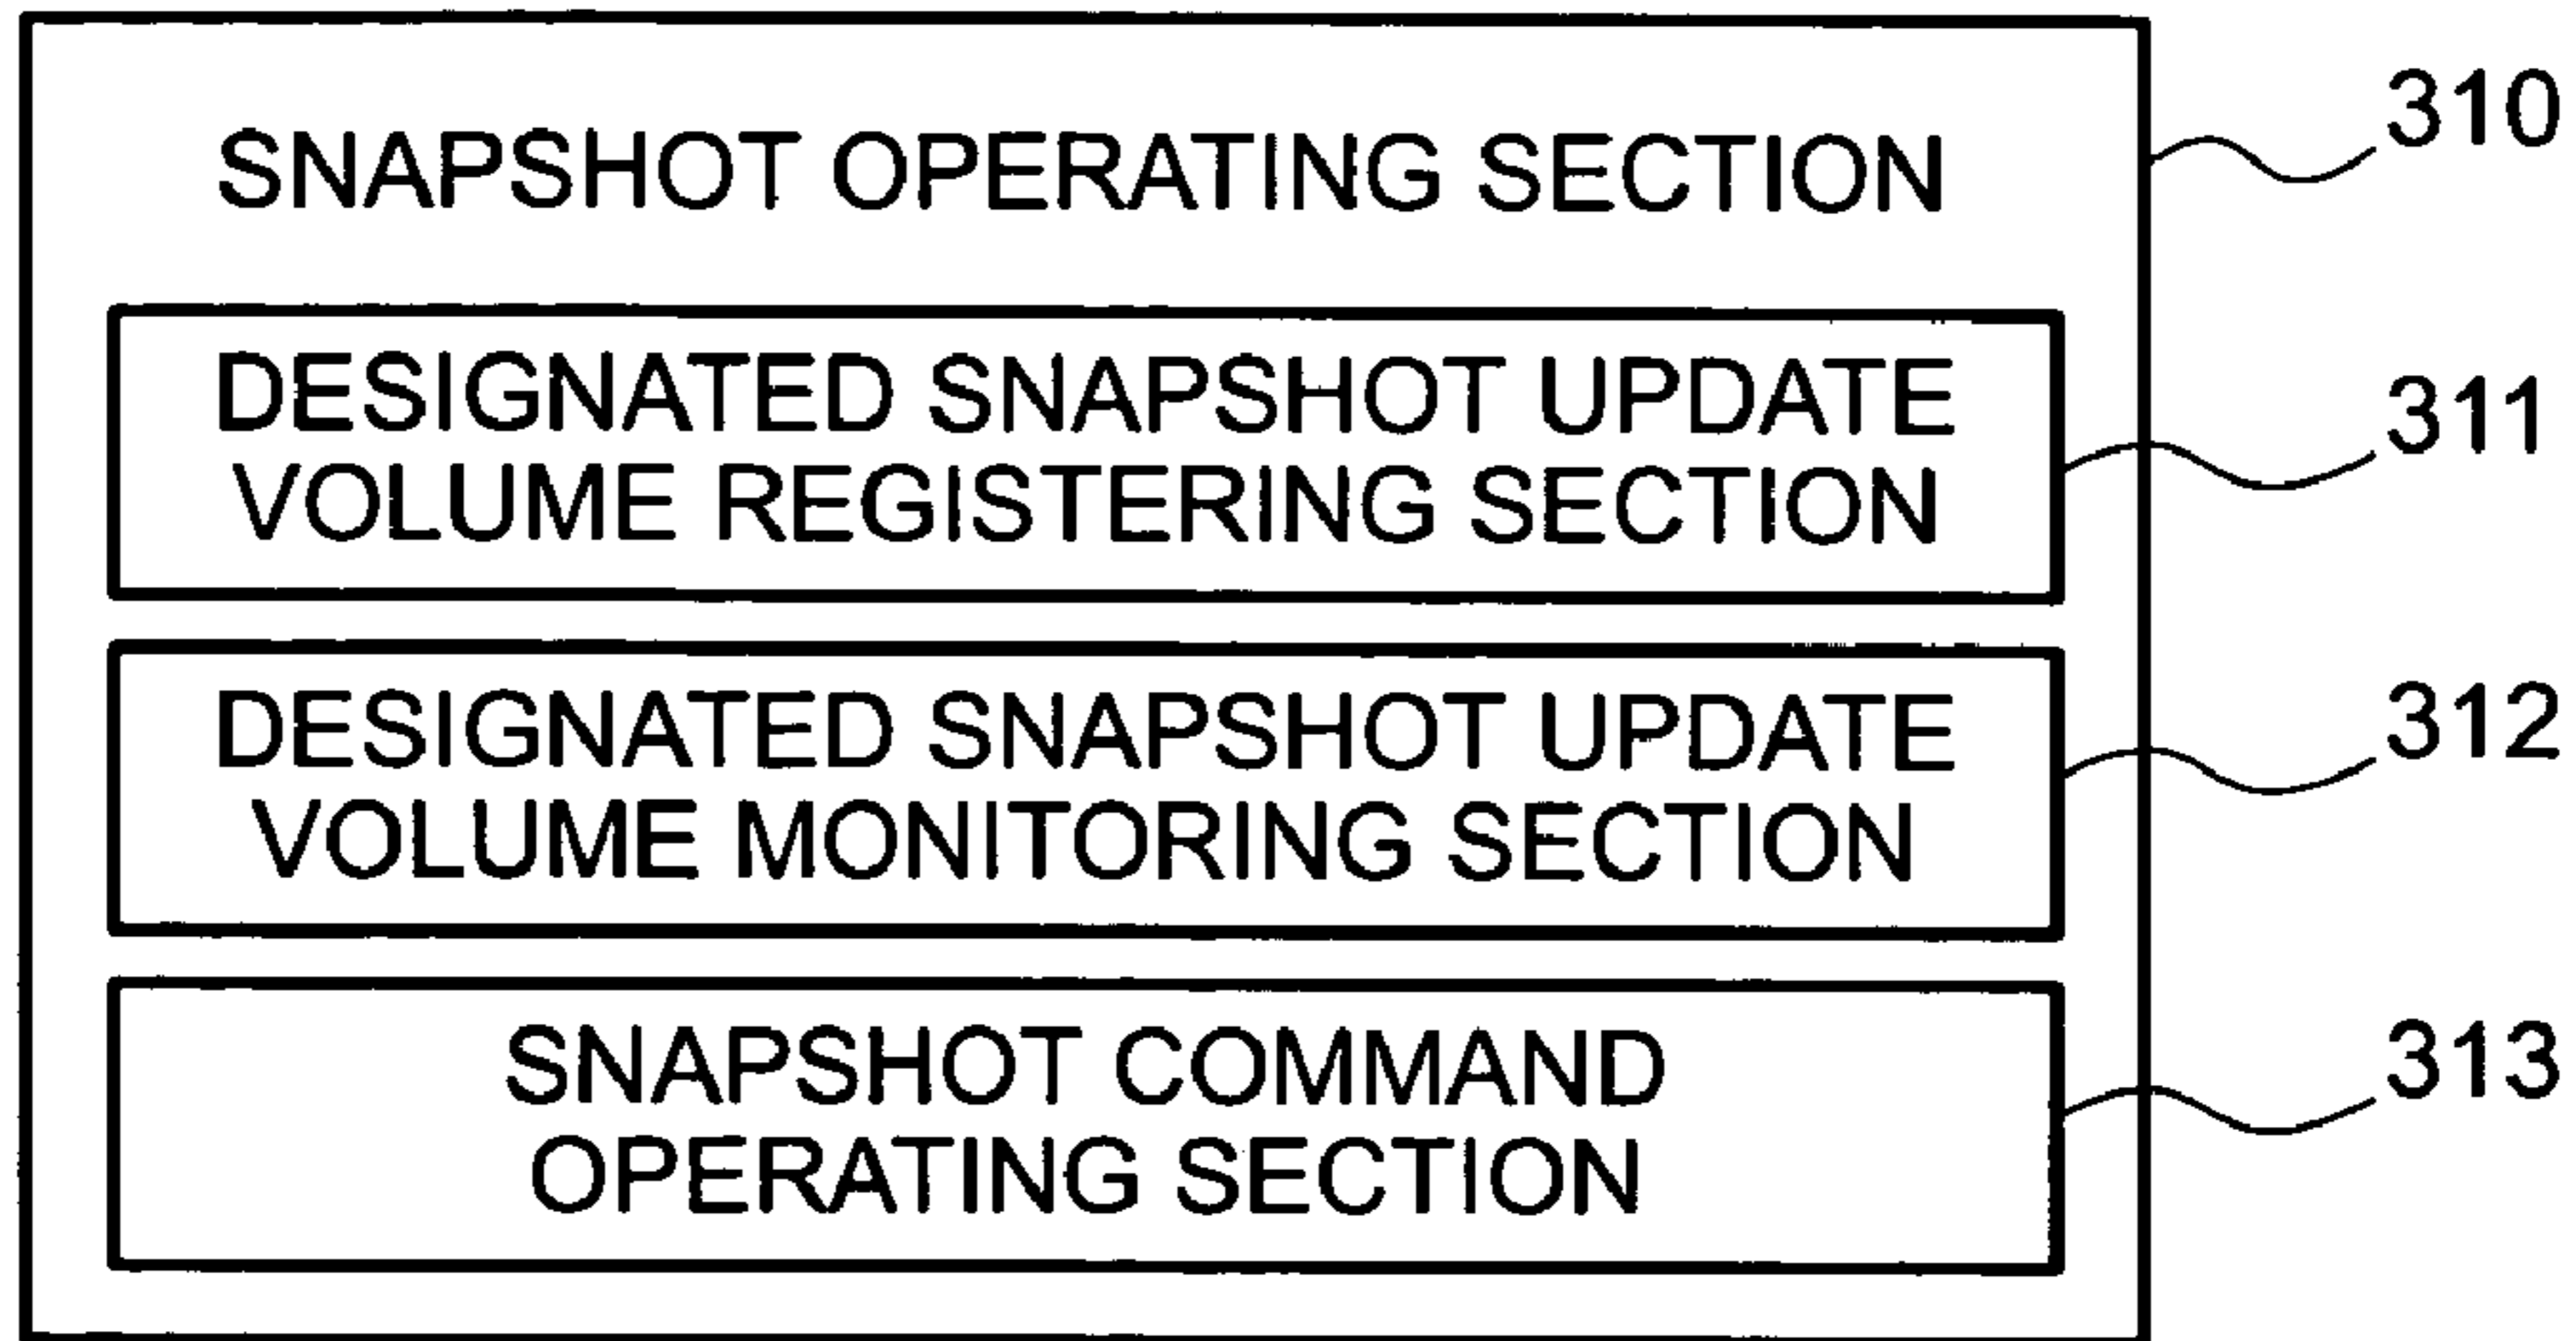 SNAPSHOT OPERATING SECTION
310
DESIGNATED SNAPSHOT UPDATE
VOLUME REGISTERING SECTION
311
DESIGNATED SNAPSHOT UPDATE
VOLUME MONITORING SECTION
312
SNAPSHOT COMMAND
OPERATING SECTION
313